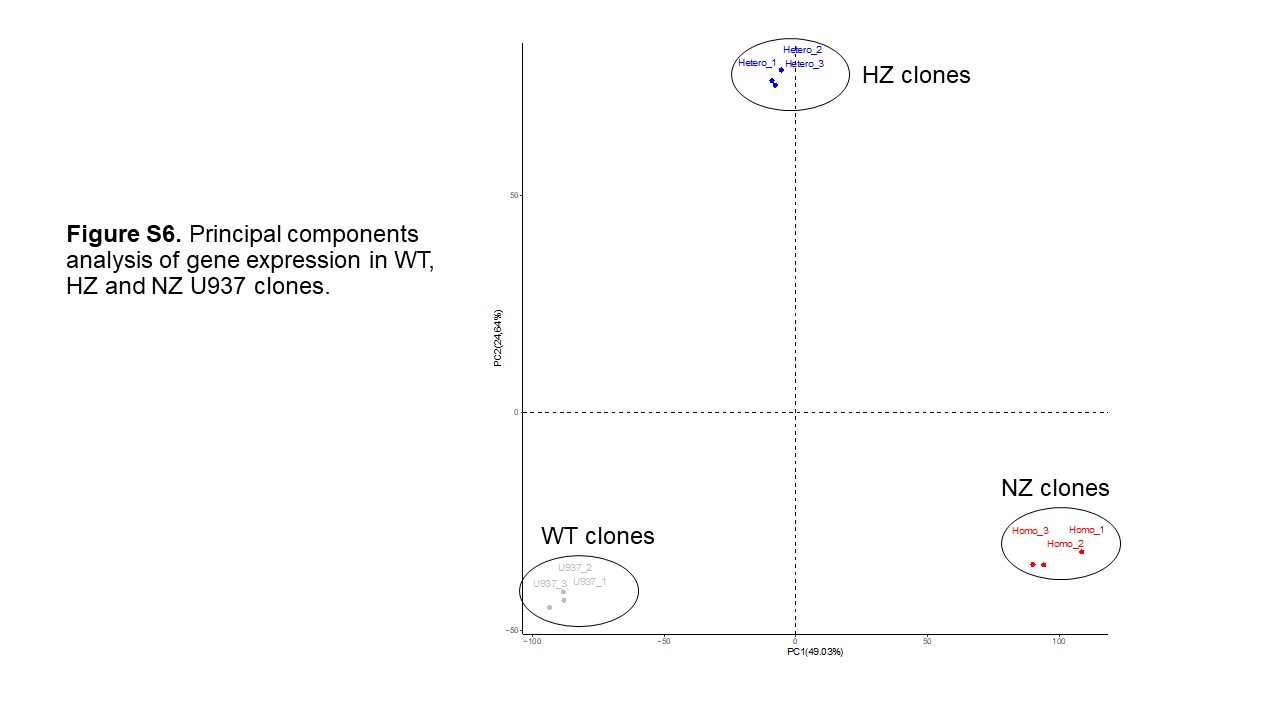 Hetero_2
Hetero_1 Hetero_3
HZ clones
50
Figure S6. Principal components
analysis of gene expression in WT,
HZ and NZ U937 clones.
PC2(24,64%)
0
NZ clones
Homo_3 Homo_1
Homo_2
WT clones
U937_2
U937_3 U937_1
−50
−100 −50 0 50 100
PC1(49.03%)